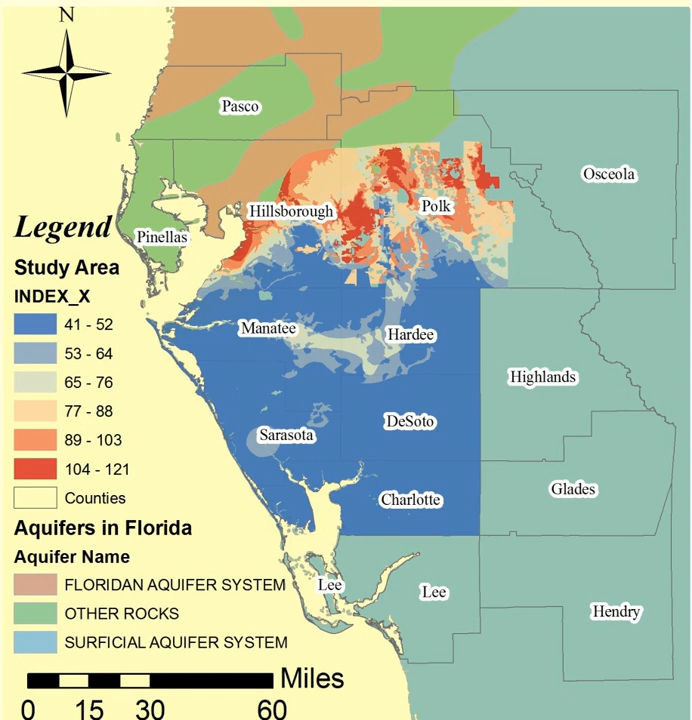 N
Pasco
Osceola
Polk
Hillsborough
Pinellas
Legend
Study Area
INDEX_X
41 - 52
53 - 64
65 - 76
77 - 88
89 - 103
104 - 121
Counties
Aquifers in Florida
Aquifer Name
FLORIDAN AQUIFER SYSTEM
OTHER ROCKS
SURFICIAL AQUIFER SYSTEM
Manatee
Hardee
Highlands
DeSoto
Sarasota
Glades
Charlotte
Lee
Lee
Hendry
Miles
0 15 30 60